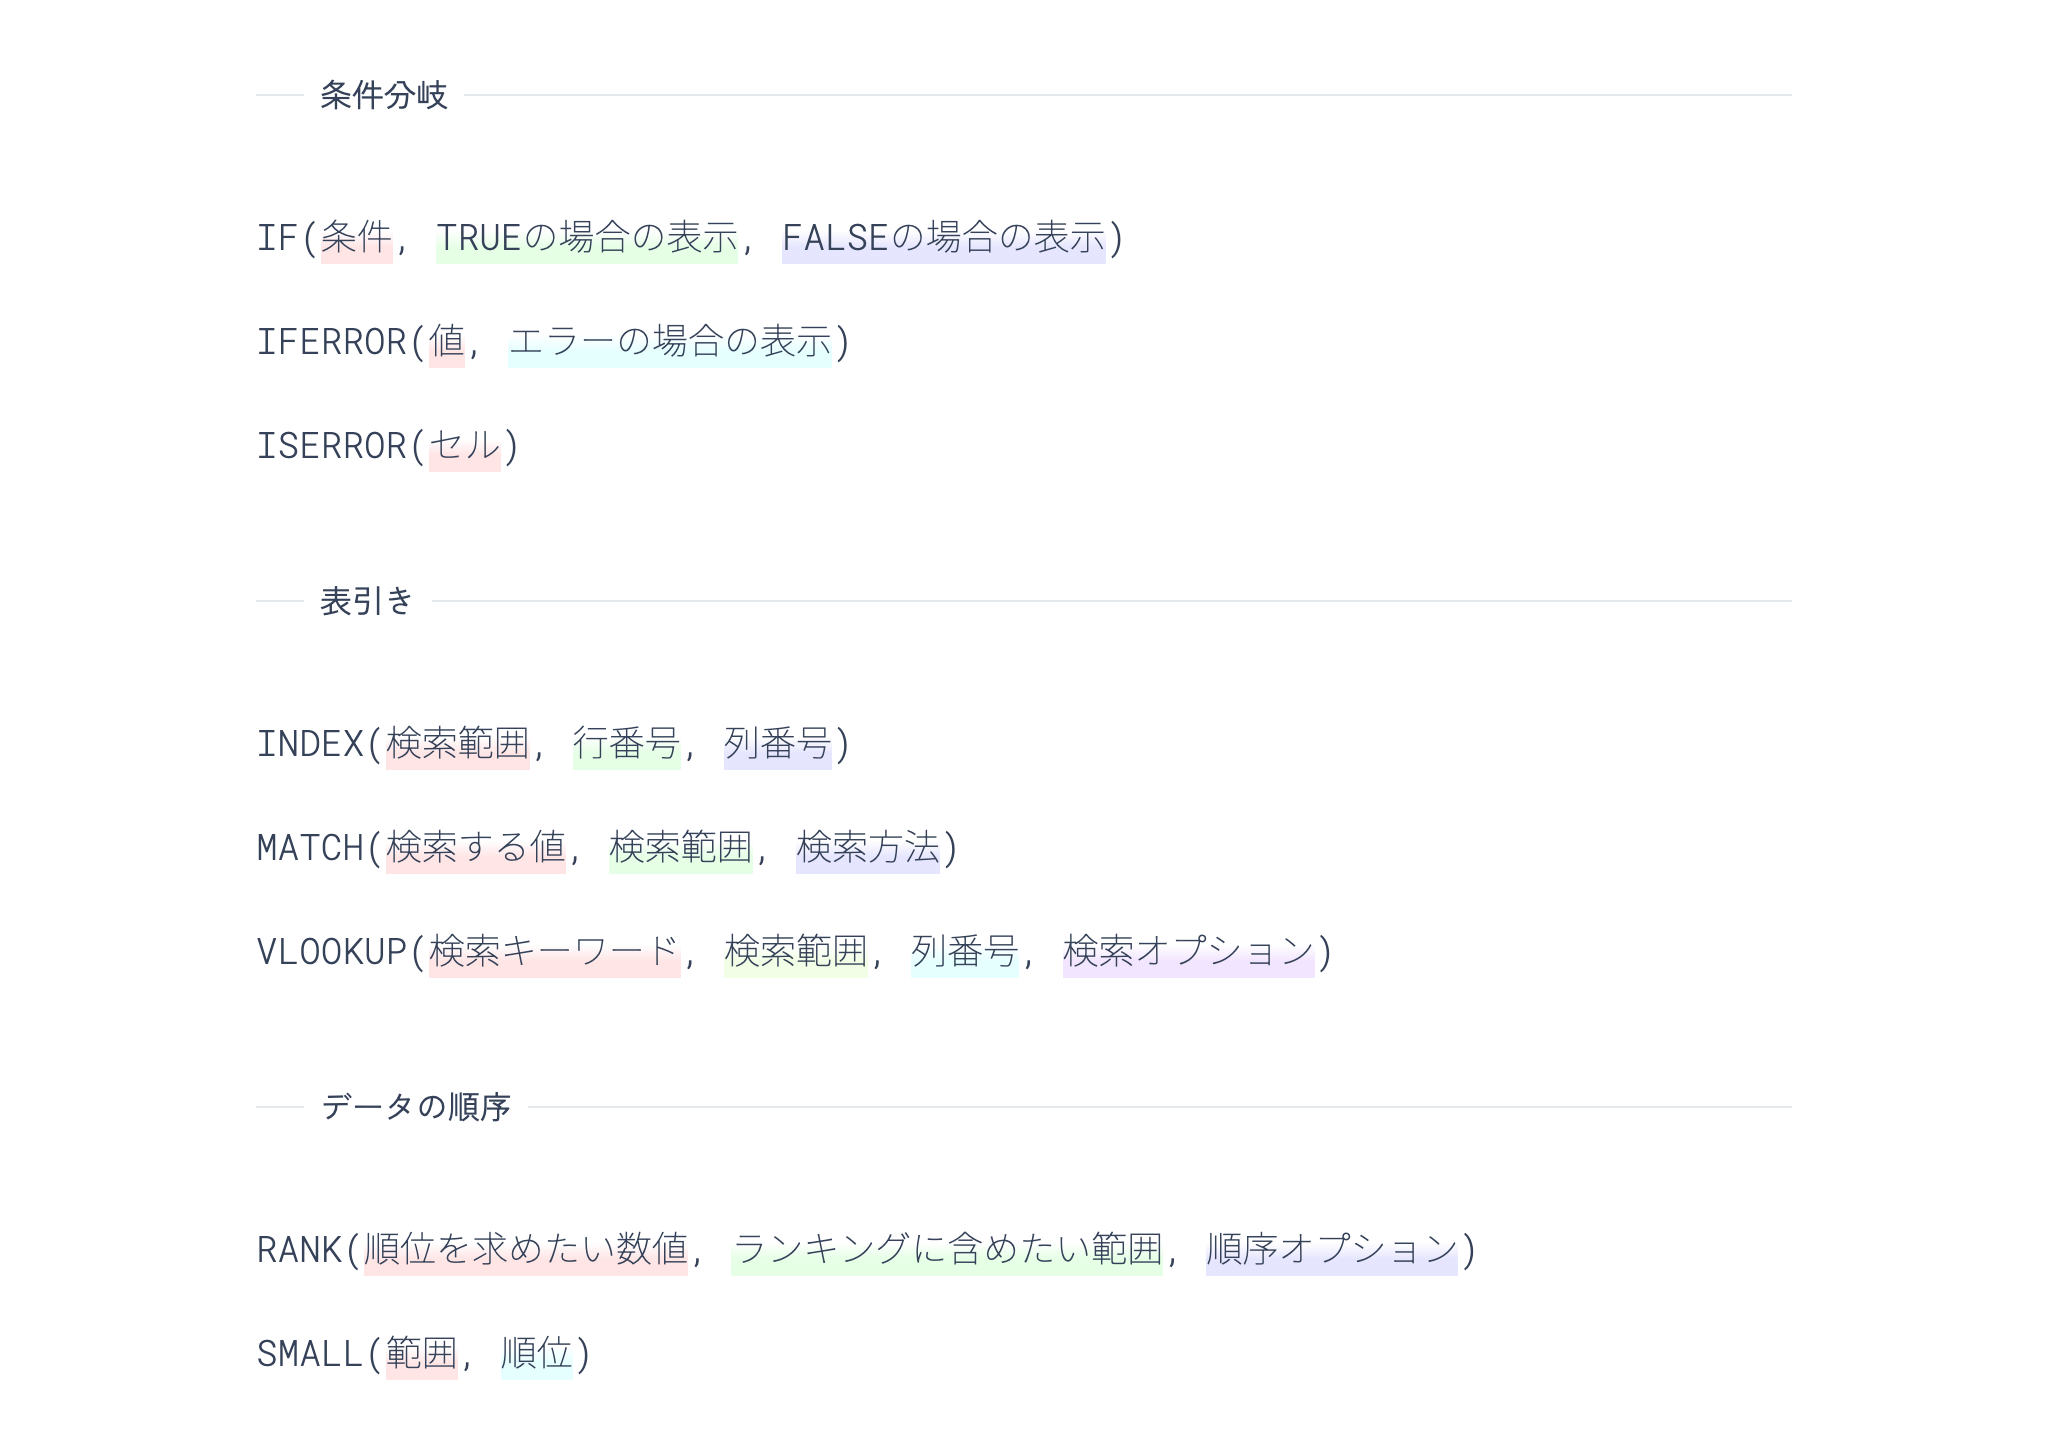 条件分岐
IF(条件, TRUEの場合の表示, FALSEの場合の表示)
IFERROR(値, エラーの場合の表示)
ISERROR(セル)
表引き
INDEX(検索範囲, 行番号, 列番号)
MATCH(検索する値, 検索範囲, 検索方法)
VLOOKUP(検索キーワード, 検索範囲, 列番号, 検索オプション)
データの順序
RANK(順位を求めたい数値, ランキングに含めたい範囲, 順序オプション)
SMALL(範囲, 順位)